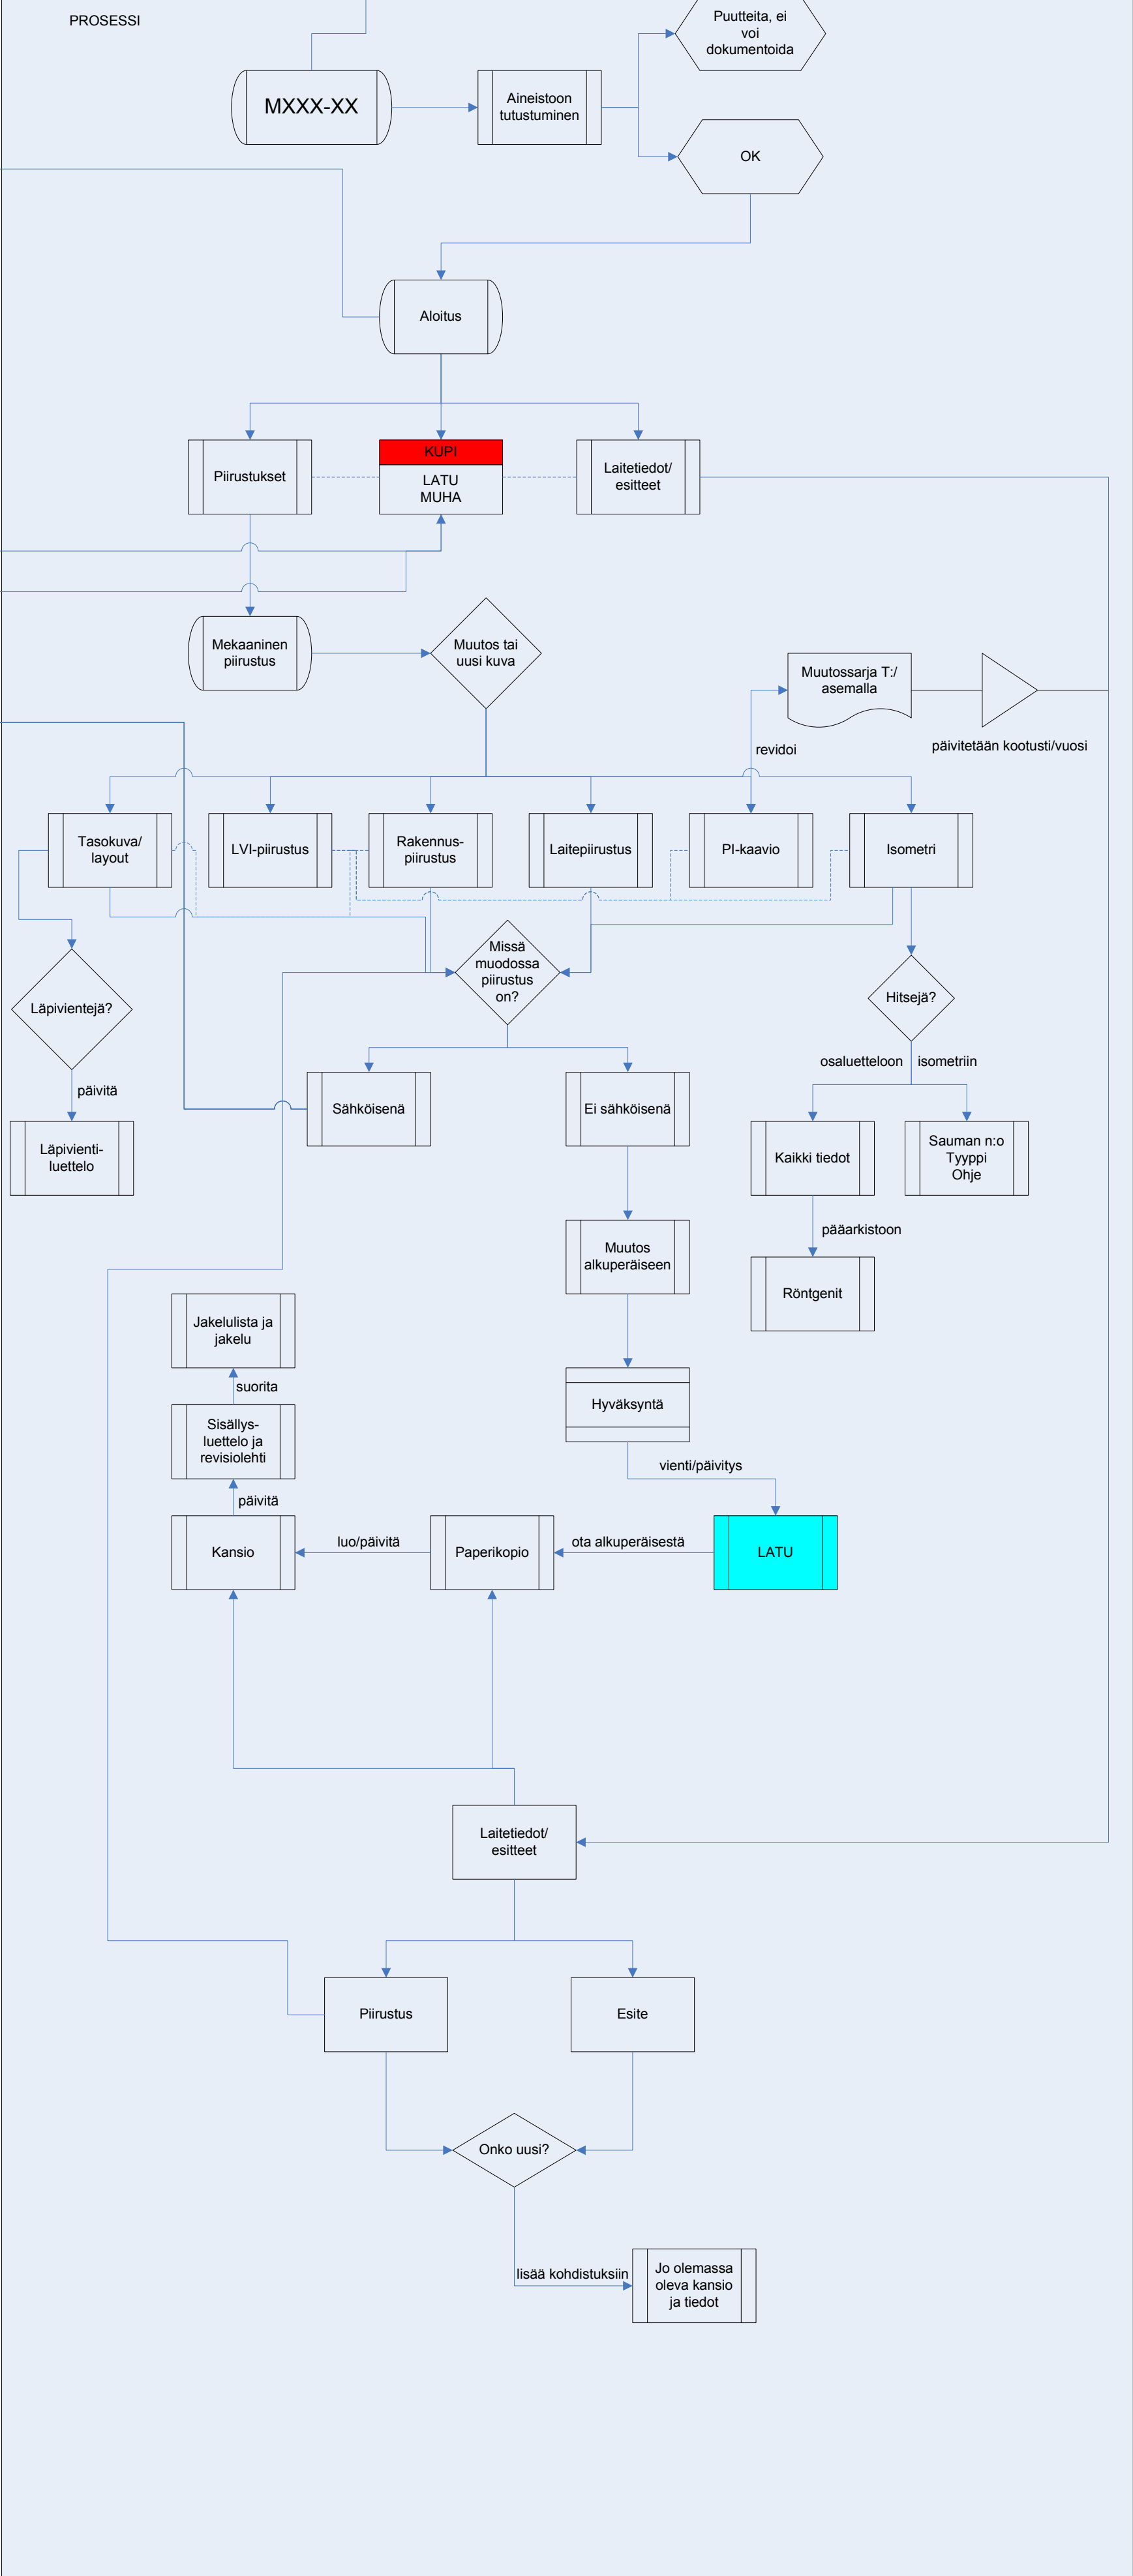 PROSESSI
Puutteita, ei
voi
dokumentoida
MXXX-XX
Aineistoon
tutustuminen
OK
Aloitus
Piirustukset
KUPI
LATU
MUHA
Laitetiedot/
esitteet
Mekaaninen
piirustus
Muutos tai
uusi kuva
Muutossarja T:/
asemalla
päivitetään kootusti/vuosi
revidoi
Tasokuva/
layout
LVI-piirustus
Rakennus-
piirustus
Laitepiirustus
PI-kaavio
Isometri
Läpivientejä?
Missä
muodossa
piirustus
on?
Hitsejä?
päivitä
osaluetteloon
isometriin
Läpivienti-
luettelo
Sähköisenä
Ei sähköisenä
Kaikki tiedot
Sauman n:o
Tyyppi
Ohje
pääarkistoon
Muutos
alkuperäiseen
Röntgenit
Jakelulista ja
jakelu
suorita
Sisällys-
luettelo ja
revisiolehti
Hyväksyntä
vienti/päivitys
päivitä
Kansio
luo/päivitä
Paperikopio
ota alkuperäisestä
LATU
Laitetiedot/
esitteet
Piirustus
Esite
Onko uusi?
lisää kohdistuksiin
Jo olemassa
oleva kansio
ja tiedot